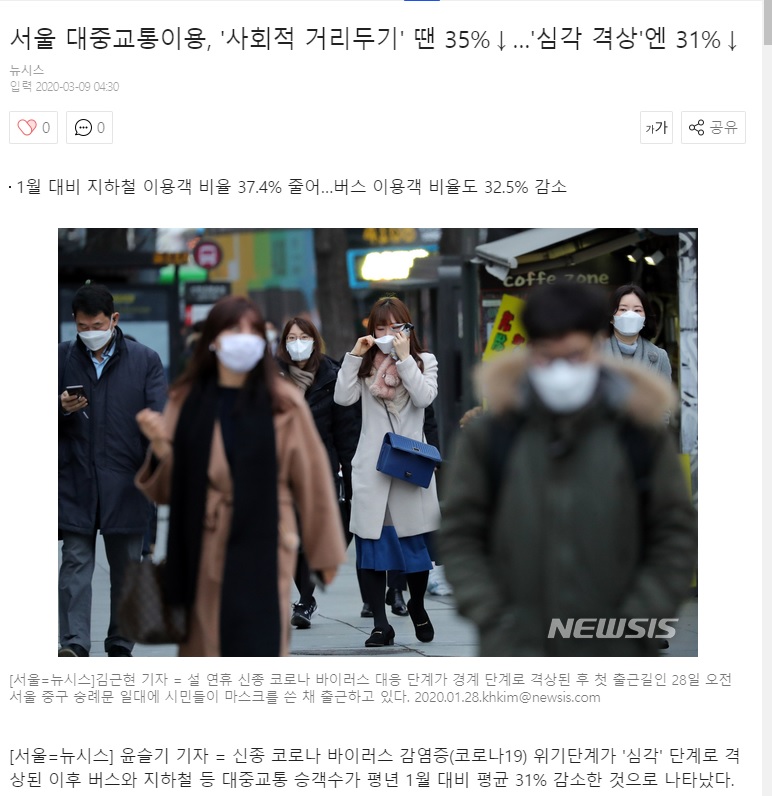 서울 대중교통이용, '사회적 거리두기' 땐 35%↓…'심각 격상'엔 31%↓
뉴시스
입력 2020-03-09 04:30
0
0
가가
공유
· 1월 대비 지하철 이용객 비율 37.4% 줄어…버스 이용객 비율도 32.5% 감소
coffe zone
NEWSIS
[서울=뉴시스]김근현 기자 = 설 연휴 신종 코로나 바이러스 대응 단계가 경계 단계로 격상된 후 첫 출근길인 28일 오전
서울 중구 숭례문 일대에 시민들이 마스크를 쓴 채 출근하고 있다. 2020.01.28.khkim@newsis.com
[서울=뉴시스] 윤슬기 기자 = 신종 코로나 바이러스 감염증(코로나19) 위기단계가 '심각' 단계로 격
상된 이후 버스와 지하철 등 대중교통 승객수가 평년 1월 대비 평균 31% 감소한 것으로 나타났다.